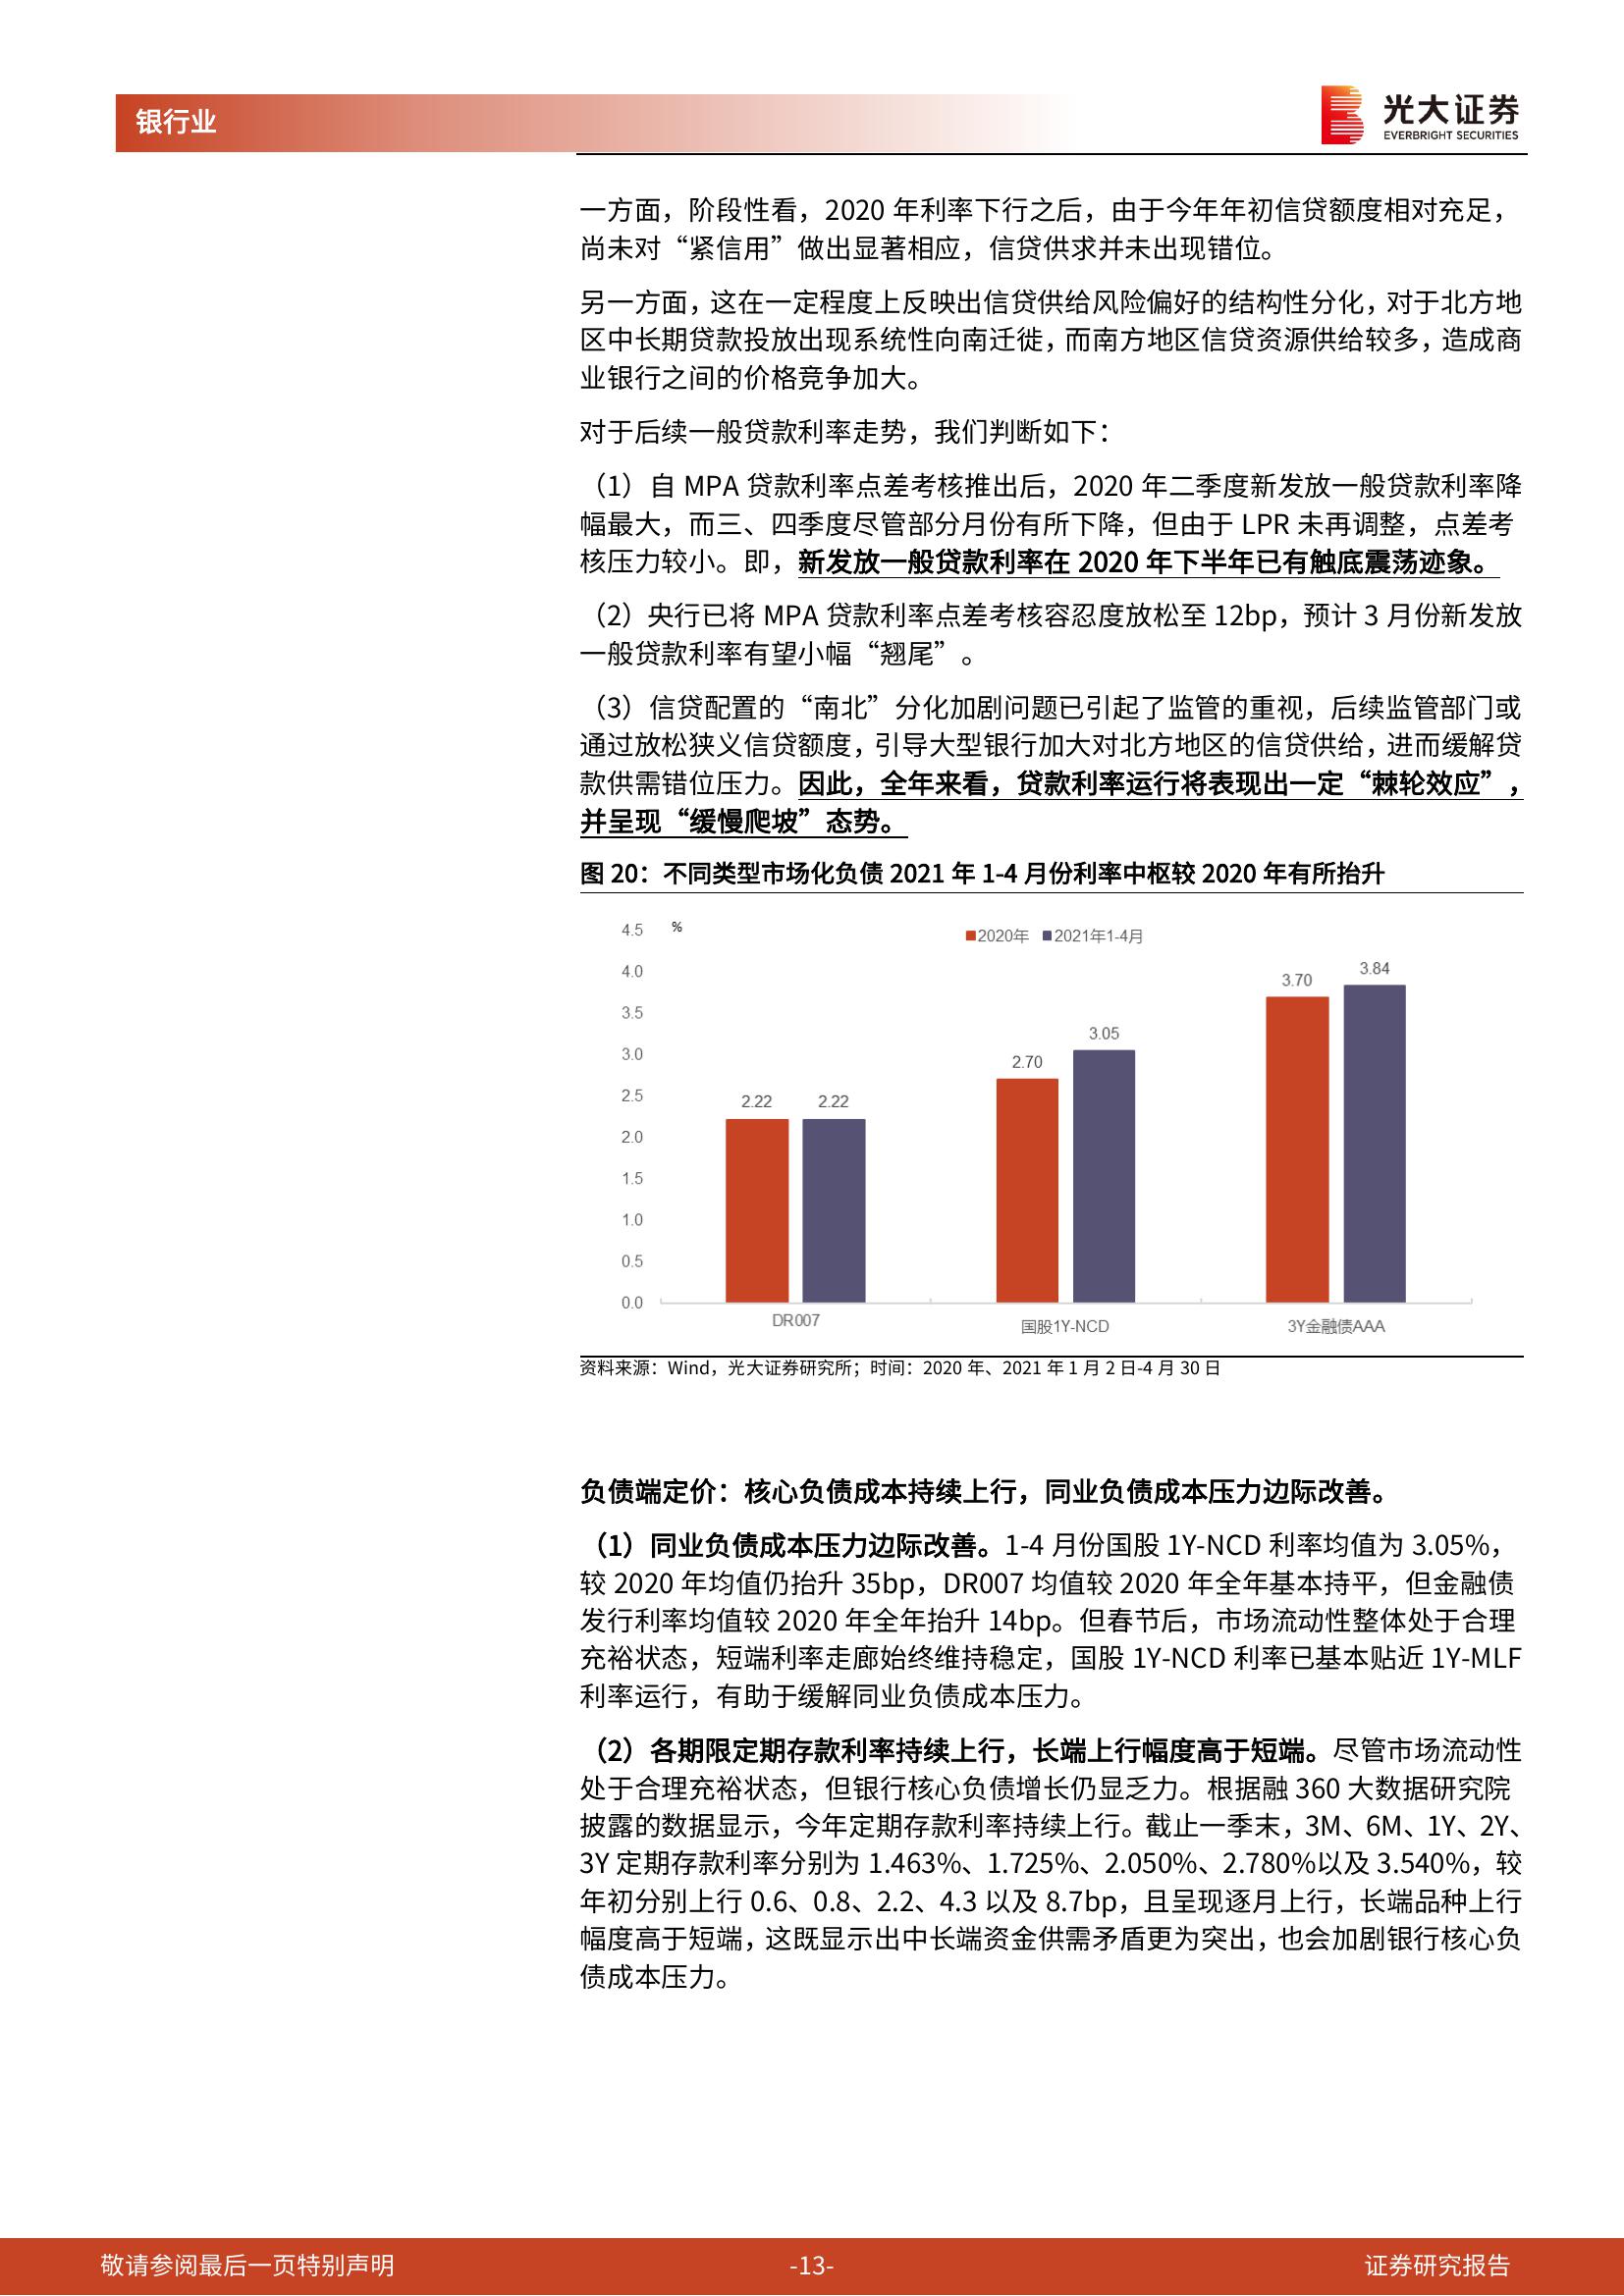 银行业
光大证券
EVERBRIGHT SECURITIES
一方面，阶段性看，2020 年利率下行之后，由于今年年初信贷额度相对充足，
尚未对“紧信用”做出显著相应，信贷供求并未出现错位。
另一方面，这在一定程度上反映出信贷供给风险偏好的结构性分化，对于北方地
区中长期贷款投放出现系统性向南迁徙，而南方地区信贷资源供给较多，造成商
业银行之间的价格竞争加大。
对于后续一般贷款利率走势，我们判断如下：
（1）自 MPA 贷款利率点差考核推出后，2020 年二季度新发放一般贷款利率降
幅最大，而三、四季度尽管部分月份有所下降，但由于 LPR 未再调整，点差考
核压力较小。即，新发放一般贷款利率在 2020 年下半年已有触底震荡迹象。
（2）央行已将 MPA 贷款利率点差考核容忍度放松至 12bp，预计 3 月份新发放
一般贷款利率有望小幅“翘尾”。
（3）信贷配置的“南北”分化加剧问题已引起了监管的重视，后续监管部门或
通过放松狭义信贷额度，引导大型银行加大对北方地区的信贷供给，进而缓解贷
款供需错位压力。因此，全年来看，贷款利率运行将表现出一定“棘轮效应”，
并呈现“缓慢爬坡”态势。
图 20：不同类型市场化负债 2021 年 1-4 月份利率中枢较 2020 年有所抬升
4.5 %
2020年 2021年1-4月
4.0
3.5
3.0
2.5
2.0
1.5
1.0
0.5
0.0
2.22 2.22
2.70 3.05
3.70 3.84
DR007 国股1Y-NCD 3Y金融债AAA
资料来源：Wind，光大证券研究所；时间：2020 年、2021 年 1 月 2 日-4 月 30 日
负债端定价：核心负债成本持续上行，同业负债成本压力边际改善。
（1）同业负债成本压力边际改善。1-4 月份国股 1Y-NCD 利率均值为 3.05%，
较 2020 年均值仍抬升 35bp，DR007 均值较 2020 年全年基本持平，但金融债
发行利率均值较 2020 年全年抬升 14bp。但春节后，市场流动性整体处于合理
充裕状态，短端利率走廊始终维持稳定，国股 1Y-NCD 利率已基本贴近 1Y-MLF
利率运行，有助于缓解同业负债成本压力。
（2）各期限定期存款利率持续上行，长端上行幅度高于短端。尽管市场流动性
处于合理充裕状态，但银行核心负债增长仍显乏力。根据融 360 大数据研究院
披露的数据显示，今年定期存款利率持续上行。截止一季末，3M、6M、1Y、2Y、
3Y 定期存款利率分别为 1.463%、1.725%、2.050%、2.780%以及 3.540%，较
年初分别上行 0.6、0.8、2.2、4.3 以及 8.7bp，且呈现逐月上行，长端品种上行
幅度高于短端，这既显示出中长端资金供需矛盾更为突出，也会加剧银行核心负
债成本压力。
敬请参阅最后一页特别声明 -13- 证券研究报告